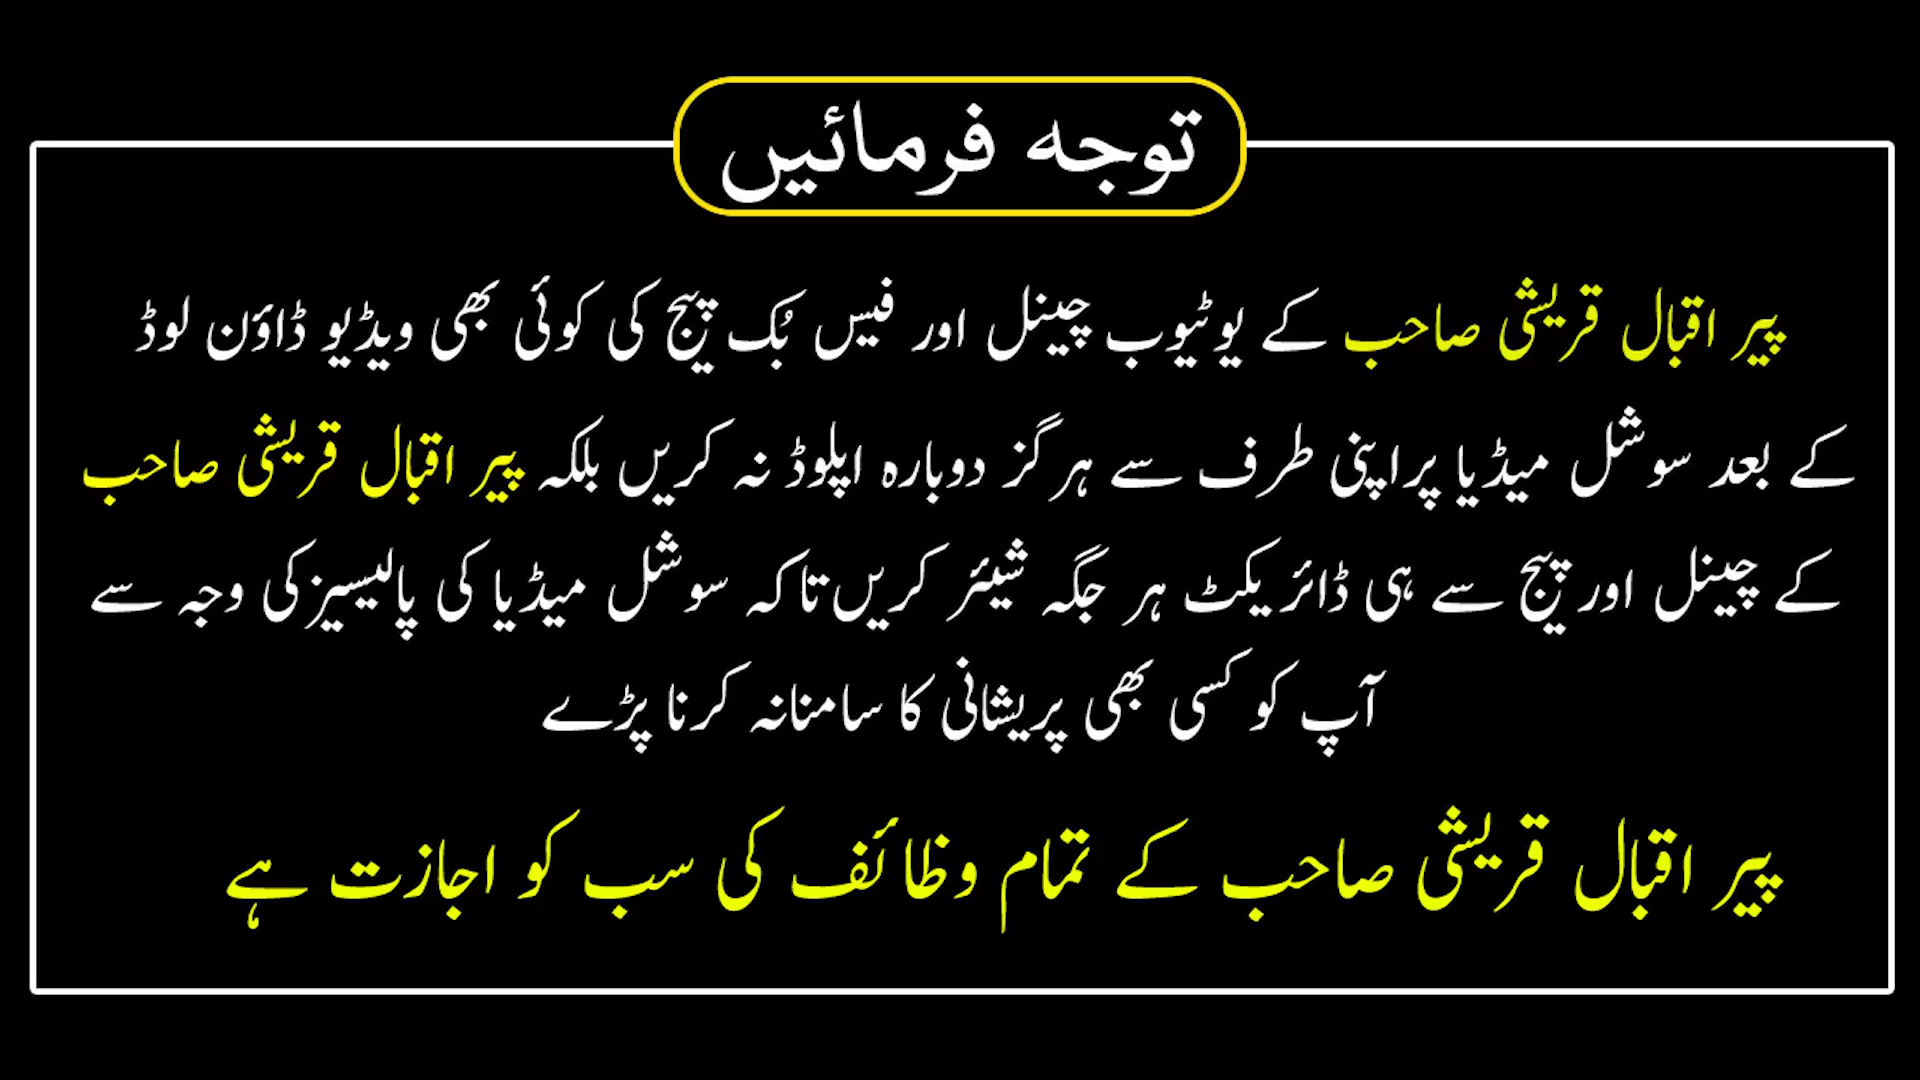 توجہ فرمائیں
پیر اقبال قریشی صاحب کے یوٹیوب چینل اور فیس بُک پیج کی کوئی بھی ویڈیو ڈاؤن لوڈ
کے بعد سوشل میڈیا پراپنی طرف سے ہرگز دوبارہ اپلوڈ نہ کریں بلکہ پیر اقبال قریشی صاحب
کے چینل اور پیج سے ہی ڈائریکٹ ہر جگہ شیئر کریں تاکہ سوشل میڈیا کی پالیسیز کی وجہ سے
آپ کو کسی بھی پریشانی کا سامنانہ کرنا پڑے
پیر اقبال قریشی صاحب کے تمام وظائف کی سب کو اجازت ہے